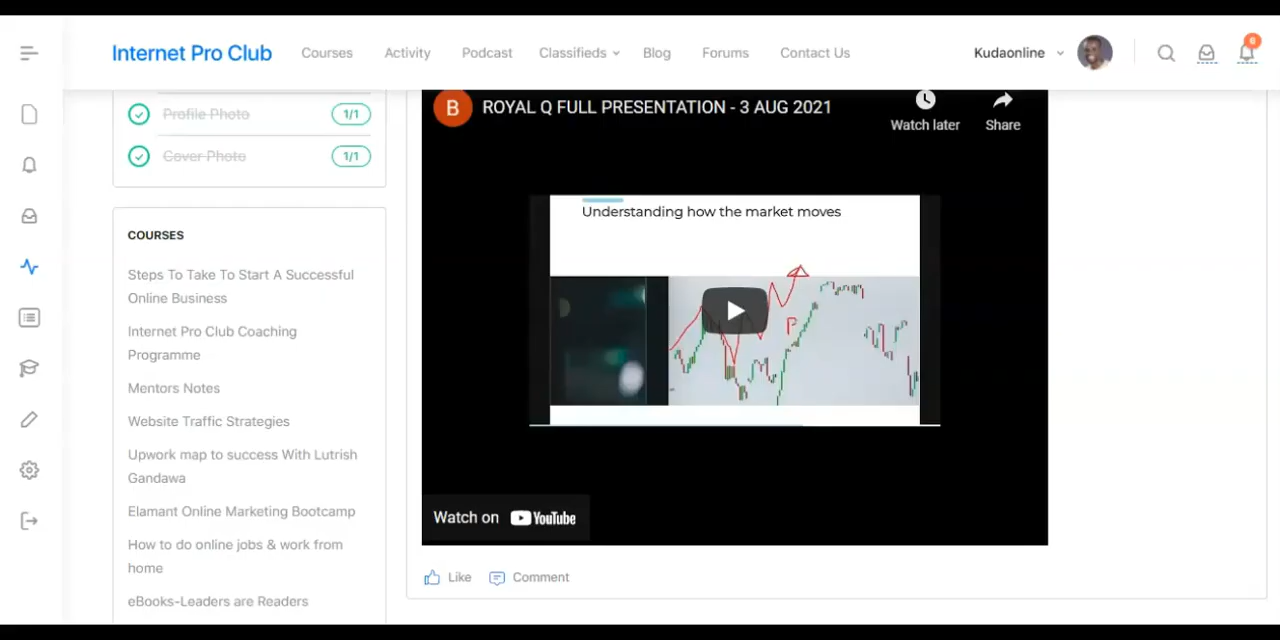 Internet Pro Club
Courses
Activity
Podcast
Classifieds
Blog
Forums
Contact Us
Kudaonline
6
Profile Photo
1/1
Cover Photo
1/1
COURSES
Steps To Take To Start A Successful
Online Business
Internet Pro Club Coaching
Programme
Mentors Notes
Website Traffic Strategies
Upwork map to success With Lutrish
Gandawa
Elamant Online Marketing Bootcamp
How to do online jobs & work from
home
eBooks-Leaders are Readers
B
ROYAL Q FULL PRESENTATION - 3 AUG 2021
Watch later
Share
Understanding how the market moves
P
Watch on
YouTube
Like
Comment